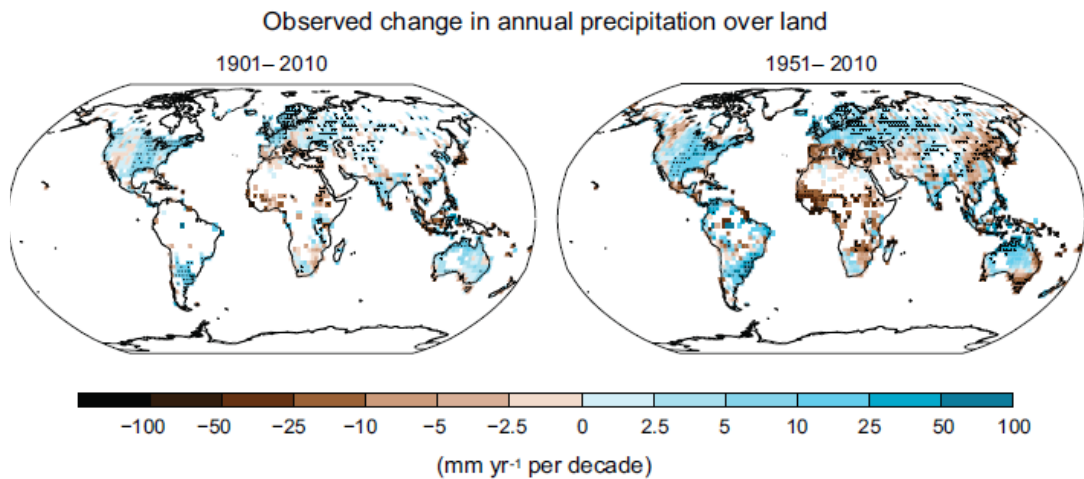 Observed change in annual precipitation over land
1901– 2010
1951– 2010
−100 −50 −25 −10 −5 −2.5 0 2.5 5 10 25 50 100
(mm yr⁻¹ per decade)